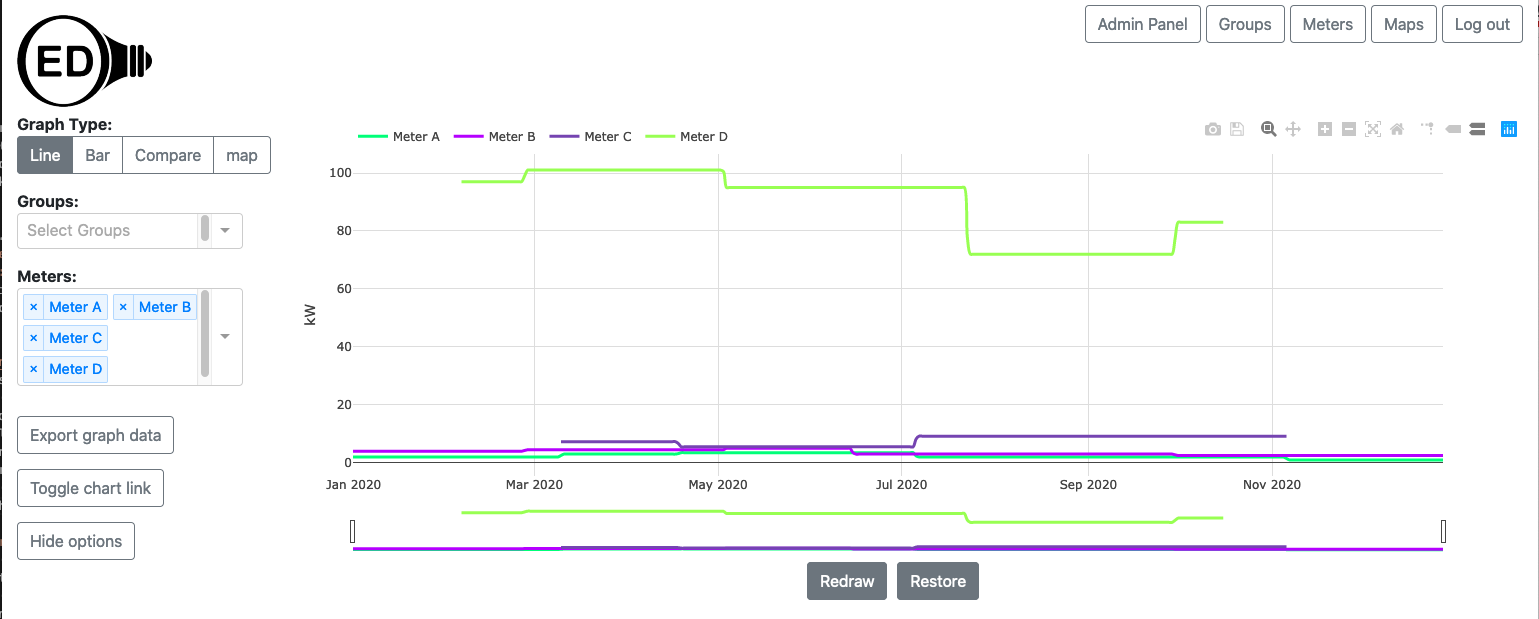 Admin Panel Groups Meters Maps Log out
ED
Graph Type:
Line Bar Compare map
Groups:
Select Groups
Meters:
× Meter A × Meter B
× Meter C
× Meter D
Export graph data
Toggle chart link
Hide options
Meter A Meter B Meter C Meter D
100
80
60
40
20
0
kW
Jan 2020 Mar 2020 May 2020 Jul 2020 Sep 2020 Nov 2020
Redraw Restore